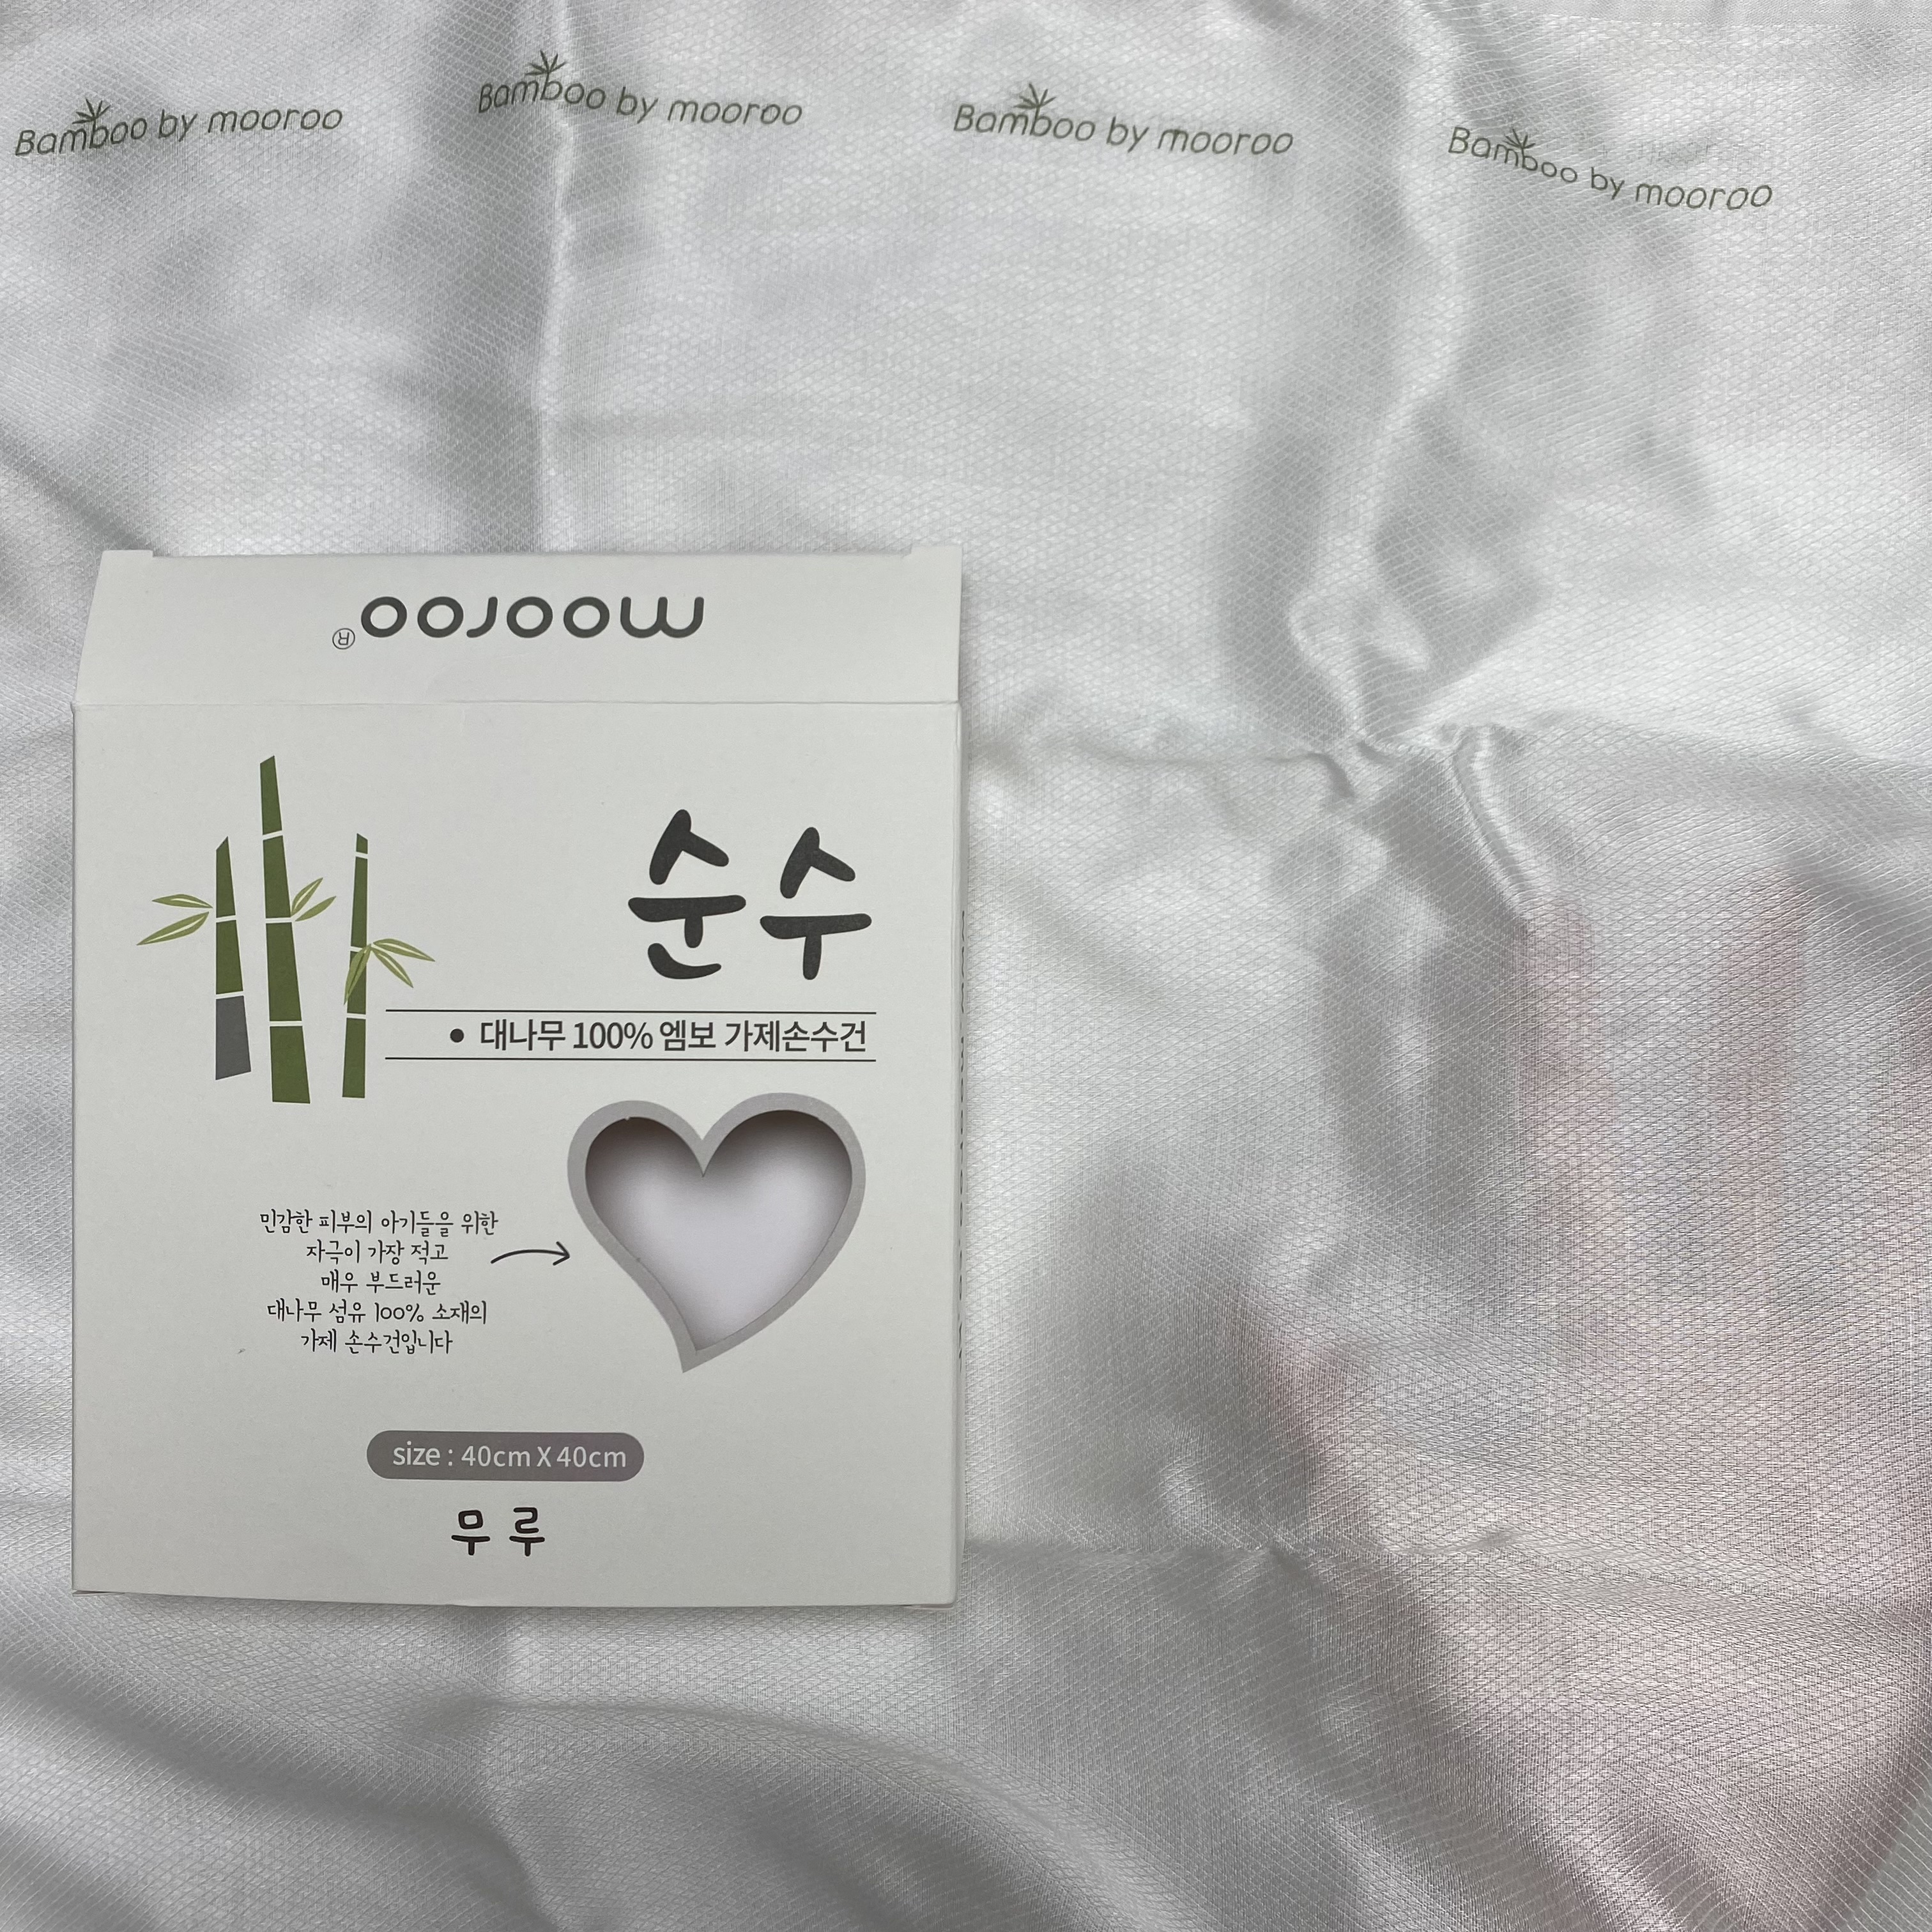 Bamboo by mooroo
Bamboo by mooroo
Bamboo by mooroo
Bamboo by mooroo
mooroo®
순수
• 대나무 100% 엠보 가제손수건
민감한 피부의 아기들을 위한
자극이 가장 적고
매우 부드러운
대나무 섬유 100% 소재의
가제 손수건입니다
size : 40cm X 40cm
무루